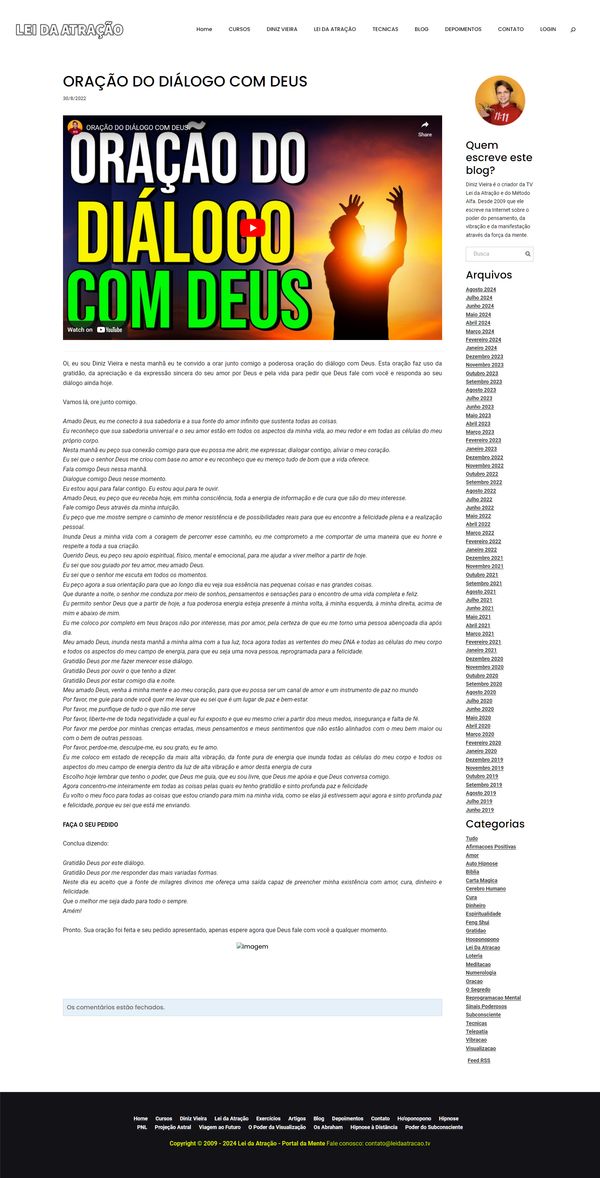 LEI DA ATRAÇÃO
Home CURSOS DINIZ VIEIRA LEI DA ATRAÇÃO TECNICAS BLOG DEPOIMENTOS CONTATO LOGIN
ORAÇÃO DO DIÁLOGO COM DEUS
30/8/2022
ORAÇÃO DO DIÁLOGO COM DEUS
Share
ORAÇÃO DO
DIÁLOGO
COM DEUS
Watch on YouTube
Oi, eu sou Diniz Vieira e nesta manhã eu te convido a orar junto comigo a poderosa oração do diálogo com Deus. Esta oração faz uso da
gratidão, da apreciação e da expressão sincera do seu amor por Deus e pela vida para pedir que Deus fale com você e responda ao seu
diálogo ainda hoje.
Vamos lá, ore junto comigo.
Amado Deus, eu me conecto à sua sabedoria e a sua fonte do amor infinito que sustenta todas as coisas.
Eu reconheço que sua sabedoria universal e o seu amor estão em todos os aspectos da minha vida, ao meu redor e em todas as células do meu
próprio corpo.
Nesta manhã eu peço sua conexão comigo para que eu possa me abrir, me expressar, dialogar contigo, aliviar o meu coração.
Eu sei que o senhor Deus me criou com base no amor e eu reconheço que eu mereço tudo de bom que a vida oferece.
Fala comigo Deus nessa manhã.
Dialogue comigo Deus nesse momento.
Eu estou aqui para falar contigo. Eu estou aqui para te ouvir.
Amado Deus, eu peço que eu receba hoje, em minha consciência, toda a energia de informação e de cura que são do meu interesse.
Fale comigo Deus através da minha intuição,
Eu peço que me mostre sempre o caminho de menor resistência e de possibilidades reais para que eu encontre a felicidade plena e a realização
pessoal.
Inunda Deus a minha vida com a coragem de percorrer esse caminho, eu me comprometo a me comportar de uma maneira que eu honre e
respeite a toda a sua criação.
Querido Deus, eu peço seu apoio espiritual, físico, mental e emocional, para me ajudar a viver melhor a partir de hoje.
Eu sei que sou guiado por teu amor, meu amado Deus.
Eu sei que o senhor me escuta em todos os momentos.
Eu peço agora a sua orientação para que ao longo dia eu veja sua essência nas pequenas coisas e nas grandes coisas.
Que durante a noite, o senhor me conduza por meio de sonhos, pensamentos e sensações para o encontro de uma vida completa e feliz.
Eu permito senhor Deus que a partir de hoje, a tua poderosa energia esteja presente à minha volta, à minha esquerda, à minha direita, acima de
mim e abaixo de mim.
Eu me coloco por completo em teus braços não por interesse, mas por amor, pela certeza de que eu me torno uma pessoa abençoada dia após
dia.
Meu amado Deus, inunda nesta manhã a minha alma com a tua luz, toca agora todas as vertentes do meu DNA e todas as células do meu corpo
e todos os aspectos do meu campo de energia, para que eu seja uma nova pessoa, reprogramada para a felicidade.
Gratidão Deus por me fazer merecer esse diálogo.
Gratidão Deus por ouvir o que tenho a dizer.
Gratidão Deus por estar comigo dia e noite.
Meu amado Deus, venha à minha mente e ao meu coração, para que eu possa ser um canal de amor e um instrumento de paz no mundo
Por favor, me guie para onde você quer me levar que eu sei que é um lugar de paz e bem-estar.
Por favor, me purifique de tudo o que não me serve
Por favor, liberte-me de toda negatividade a qual eu fui exposto e que eu mesmo criei a partir dos meus medos, insegurança e falta de fé.
Por favor me perdoe por minhas crenças erradas, meus pensamentos e meus sentimentos que não estão alinhados com o meu bem maior ou
com o bem de outras pessoas.
Por favor, perdoe-me, desculpe-me, eu sou grato, eu te amo.
Eu me coloco em estado de recepção da mais alta vibração, da fonte pura de energia que inunda todas as células do meu corpo e todos os
aspectos do meu campo de energia dentro da luz de alta vibração e amor desta energia de cura
Escolho hoje lembrar que tenho o poder, que Deus me guia, que eu sou livre, que Deus me apóia e que Deus conversa comigo.
Agora concentro-me inteiramente em todas as coisas pelas quais eu tenho gratidão e sinto profunda paz e felicidade
Eu volto o meu foco para todas as coisas que estou criando para mim na minha vida, como se elas já estivessem aqui agora e sinto profunda paz
e felicidade, porque eu sei que está me enviando.
FAÇA O SEU PEDIDO
Conclua dizendo:
Gratidão Deus por este diálogo.
Gratidão Deus por me responder das mais variadas formas.
Neste dia eu aceito que a fonte de milagres divinos me ofereça uma saída capaz de preencher minha existência com amor, cura, dinheiro e
felicidade.
Que o melhor me seja dado para todo o sempre.
Amém!
Pronto. Sua oração foi feita e seu pedido apresentado, apenas espere agora que Deus fale com você a qualquer momento.
Imagem
Os comentários estão fechados.
11:11
Quem
escreve este
blog?
Diniz Vieira é o criador da TV
Lei da Atração e do Método
Alfa. Desde 2009 que ele
escreve na Internet sobre o
poder do pensamento, da
vibração e da manifestação
através da força da mente.
Busca
Arquivos
Agosto 2024
Julho 2024
Junho 2024
Maio 2024
Abril 2024
Março 2024
Fevereiro 2024
Janeiro 2024
Dezembro 2023
Novembro 2023
Outubro 2023
Setembro 2023
Agosto 2023
Julho 2023
Junho 2023
Maio 2023
Abril 2023
Março 2023
Fevereiro 2023
Janeiro 2023
Dezembro 2022
Novembro 2022
Outubro 2022
Setembro 2022
Agosto 2022
Julho 2022
Junho 2022
Maio 2022
Abril 2022
Março 2022
Fevereiro 2022
Janeiro 2022
Dezembro 2021
Novembro 2021
Outubro 2021
Setembro 2021
Agosto 2021
Julho 2021
Junho 2021
Maio 2021
Abril 2021
Março 2021
Fevereiro 2021
Janeiro 2021
Dezembro 2020
Novembro 2020
Outubro 2020
Setembro 2020
Agosto 2020
Julho 2020
Junho 2020
Maio 2020
Abril 2020
Março 2020
Fevereiro 2020
Janeiro 2020
Dezembro 2019
Novembro 2019
Outubro 2019
Setembro 2019
Agosto 2019
Julho 2019
Junho 2019
Categorias
Tudo
Afirmacoes Positivas
Amor
Auto Hipnose
Biblia
Carta Magica
Cerebro Humano
Cura
Dinheiro
Espiritualidade
Feng Shui
Gratidao
Hooponopono
Lei Da Atracao
Loteria
Meditacao
Numerologia
Oracao
O Segredo
Reprogramacao Mental
Sinais Poderosos
Subconsciente
Tecnicas
Telepatia
Vibracao
Visualizacao
Feed RSS
Home Cursos Diniz Vieira Lei da Atração Exercícios Artigos Blog Depoimentos Contato Ho'oponopono Hipnose
PNL Projeção Astral Viagem ao Futuro O Poder da Visualização Os Abraham Hipnose à Distância Poder do Subconsciente
Copyright © 2009 - 2024 Lei da Atração - Portal da Mente Fale conosco: contato@leidaatracao.tv